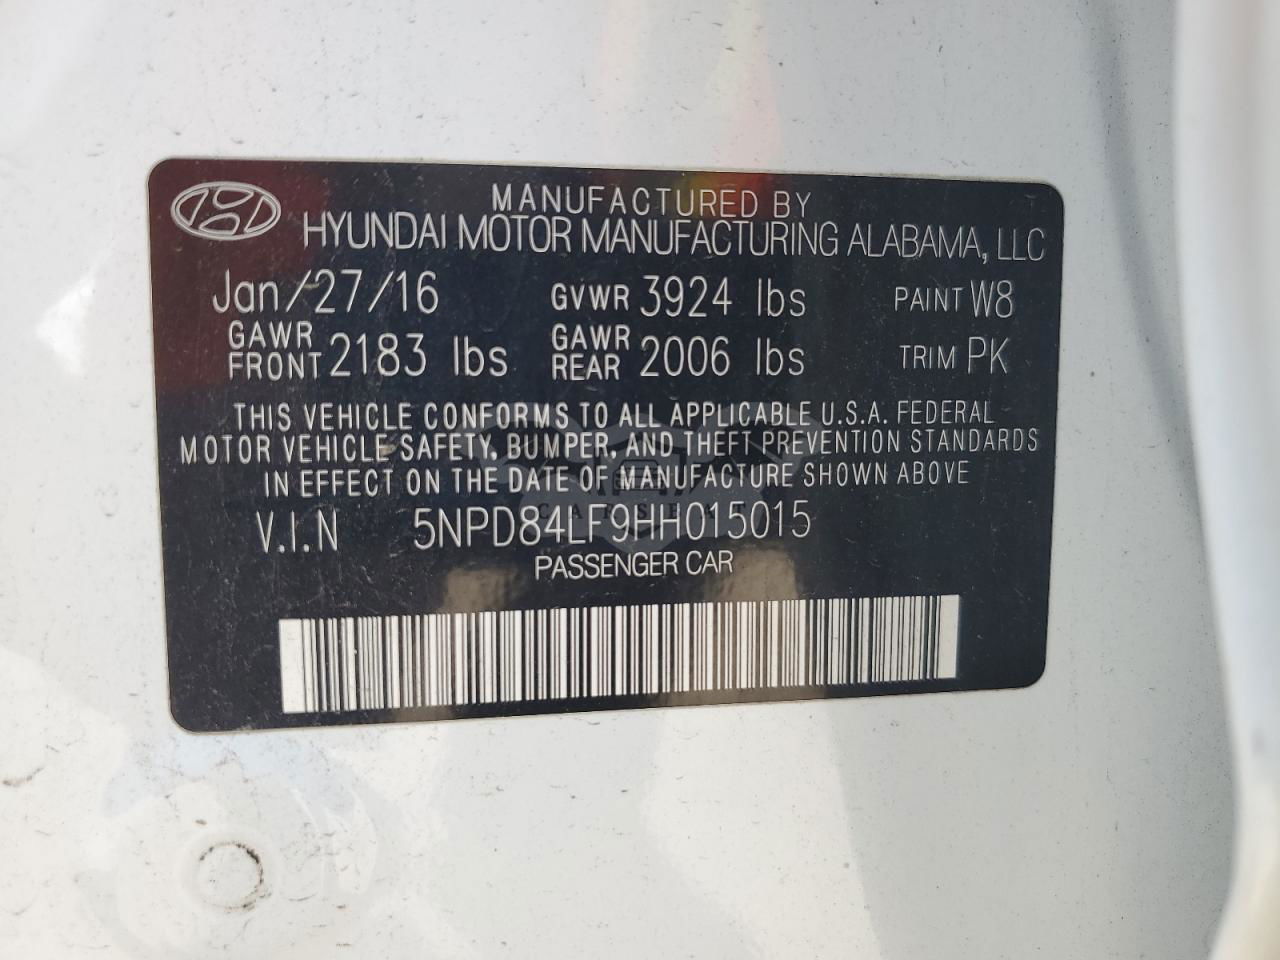 MANUFACTURED BY
HYUNDAI MOTOR MANUFACTURING ALABAMA, LLC
Jan/27/16 GVWR 3924 lbs PAINT W8
GAWR FRONT 2183 lbs GAWR REAR 2006 lbs TRIM PK
THIS VEHICLE CONFORMS TO ALL APPLICABLE U.S.A. FEDERAL
MOTOR VEHICLE SAFETY, BUMPER, AND THEFT PREVENTION STANDARDS
IN EFFECT ON THE DATE OF MANUFACTURE SHOWN ABOVE
V.I.N 5NPD84LF9HH015015
CARSBAT
PASSENGER CAR